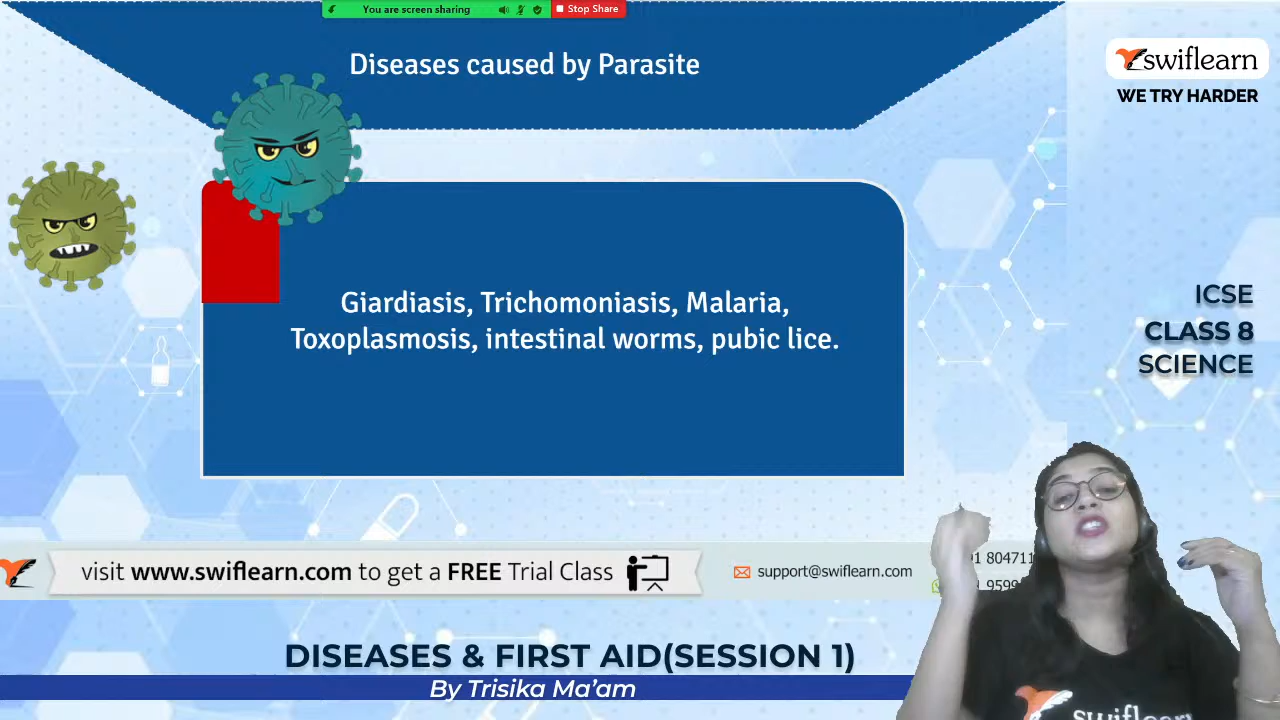 You are screen sharing
Stop Share
Diseases caused by Parasite
swiflearn
WE TRY HARDER
Giardiasis, Trichomoniasis, Malaria,
Toxoplasmosis, intestinal worms, pubic lice.
ICSE
CLASS 8
SCIENCE
visit www.swiflearn.com to get a FREE Trial Class
support@swiflearn.com
DISEASES & FIRST AID(SESSION 1)
By Trisika Ma'am
swiflearn